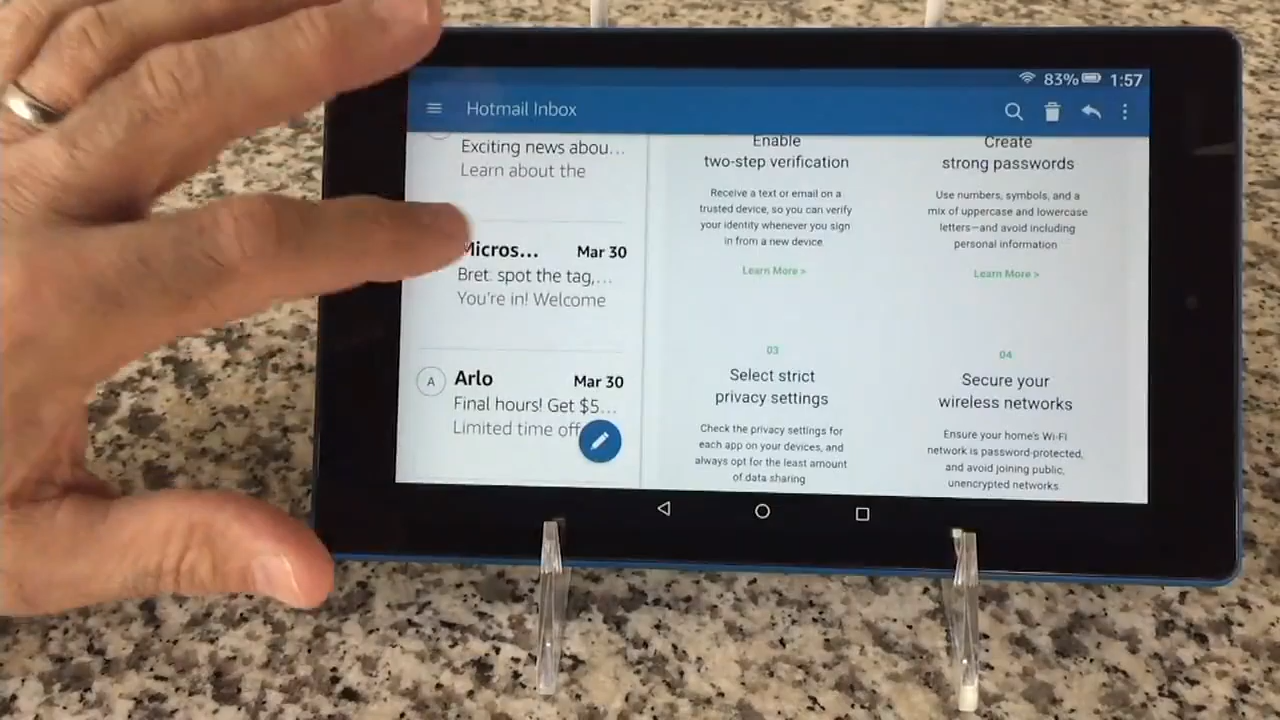 83% 1:57
Hotmail Inbox
Exciting news abou...
Learn about the
Micros... Mar 30
Bret: spot the tag,...
You're in! Welcome
A Arlo Mar 30
Final hours! Get $5...
Limited time off
Enable
two-step verification
Receive a text or email on a
trusted device, so you can verify
your identity whenever you sign
in from a new device
Learn More >
Create
strong passwords
Use numbers, symbols, and a
mix of uppercase and lowercase
letters—and avoid including
personal information
Learn More >
03
Select strict
privacy settings
Check the privacy settings for
each app on your devices, and
always opt for the least amount
of data sharing
04
Secure your
wireless networks
Ensure your home's Wi-Fi
network is password-protected,
and avoid joining public,
unencrypted networks